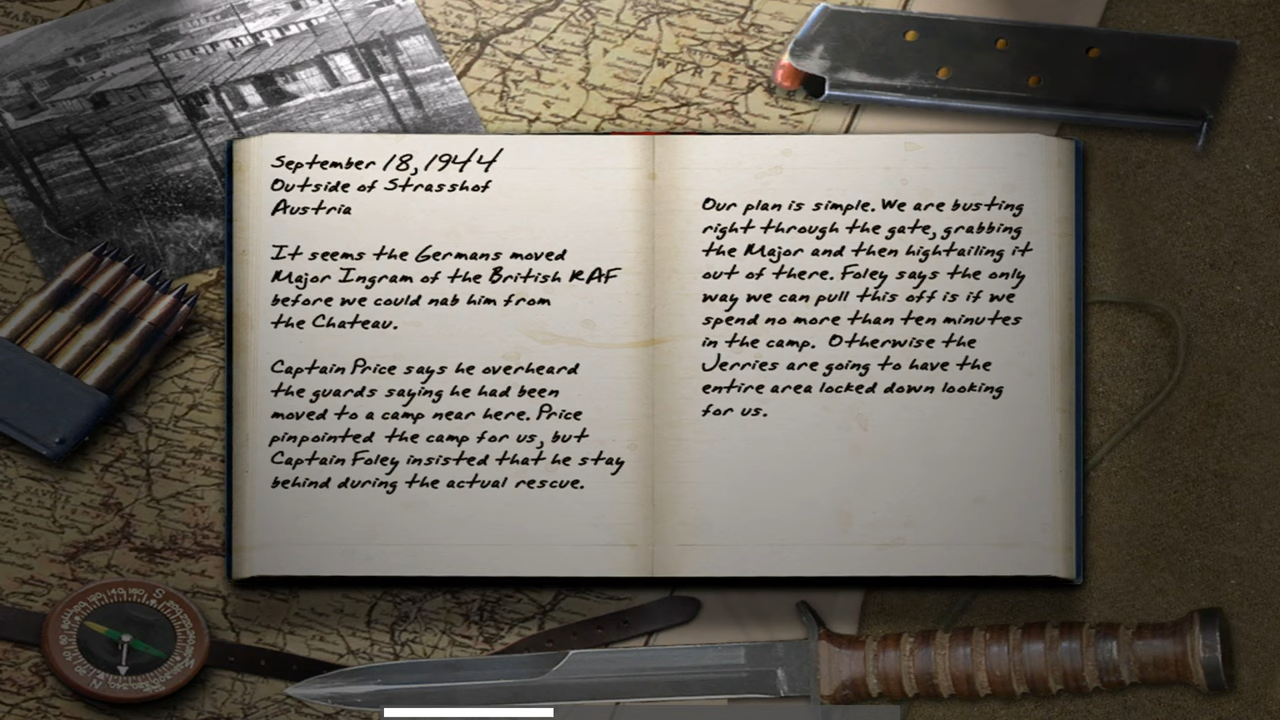 September 18, 1944
Outside of Strasshof
Austria
It seems the Germans moved
Major Ingram of the British RAF
before we could nab him from
the Chateau.
Captain Price says he overheard
the guards saying he had been
moved to a camp near here. Price
pinpointed the camp for us, but
Captain Foley insisted that he stay
behind during the actual rescue.
Our plan is simple. We are busting
right through the gate, grabbing
the Major and then hightailing it
out of there. Foley says the only
way we can pull this off is if we
spend no more than ten minutes
in the camp. Otherwise the
Jerries are going to have the
entire area locked down looking
for us.